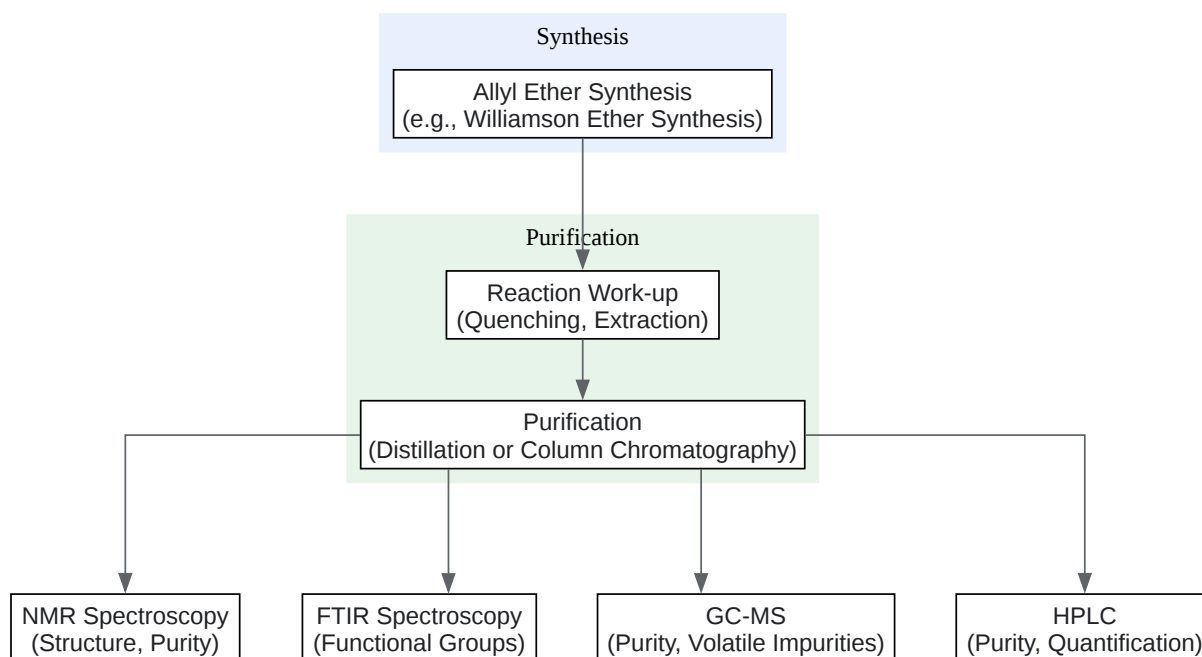 Synthesis
Allyl Ether Synthesis
(e.g., Williamson Ether Synthesis)
Purification
Reaction Work-up
(Quenching, Extraction)
Purification
(Distillation or Column Chromatography)
NMR Spectroscopy
(Structure, Purity)
FTIR Spectroscopy
(Functional Groups)
GC-MS
(Purity, Volatile Impurities)
HPLC
(Purity, Quantification)